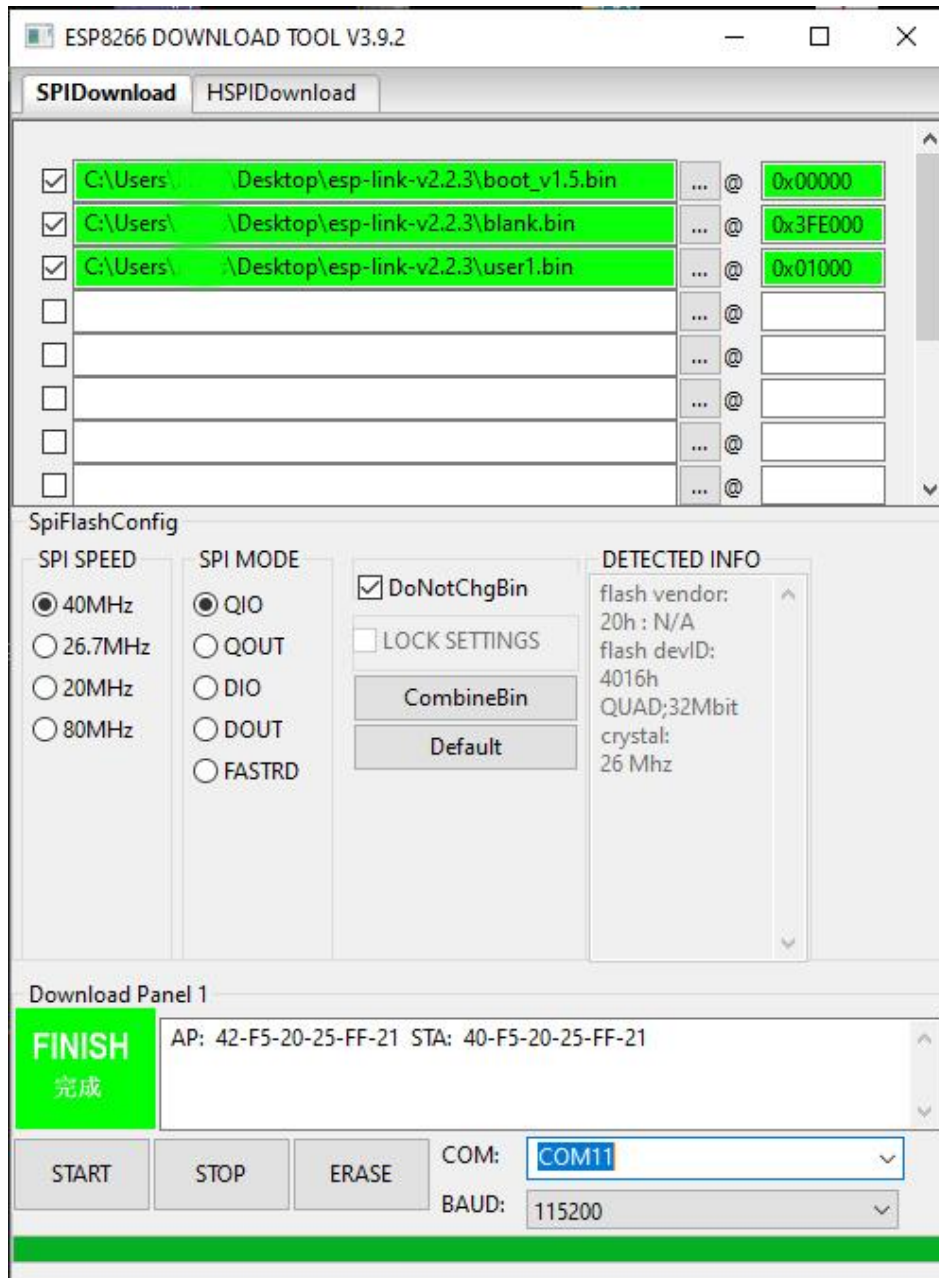 ESP8266 DOWNLOAD TOOL V3.9.2
SPIDownload HSPIDownload
C:\Users\ \Desktop\esp-link-v2.2.3\boot_v1.5.bin ... @ 0x00000
C:\Users\ \Desktop\esp-link-v2.2.3\blank.bin ... @ 0x3FE000
C:\Users\ \Desktop\esp-link-v2.2.3\user1.bin ... @ 0x01000
... @
... @
... @
... @
... @
SpiFlashConfig
SPI SPEED
40MHz
26.7MHz
20MHz
80MHz
SPI MODE
QIO
QOUT
DIO
DOUT
FASTRD
DoNotChgBin
LOCK SETTINGS
CombineBin
Default
DETECTED INFO
flash vendor:
20h : N/A
flash devID:
4016h
QUAD;32Mbit
crystal:
26 Mhz
Download Panel 1
FINISH
完成
AP: 42-F5-20-25-FF-21 STA: 40-F5-20-25-FF-21
START STOP ERASE
COM: COM11
BAUD: 115200